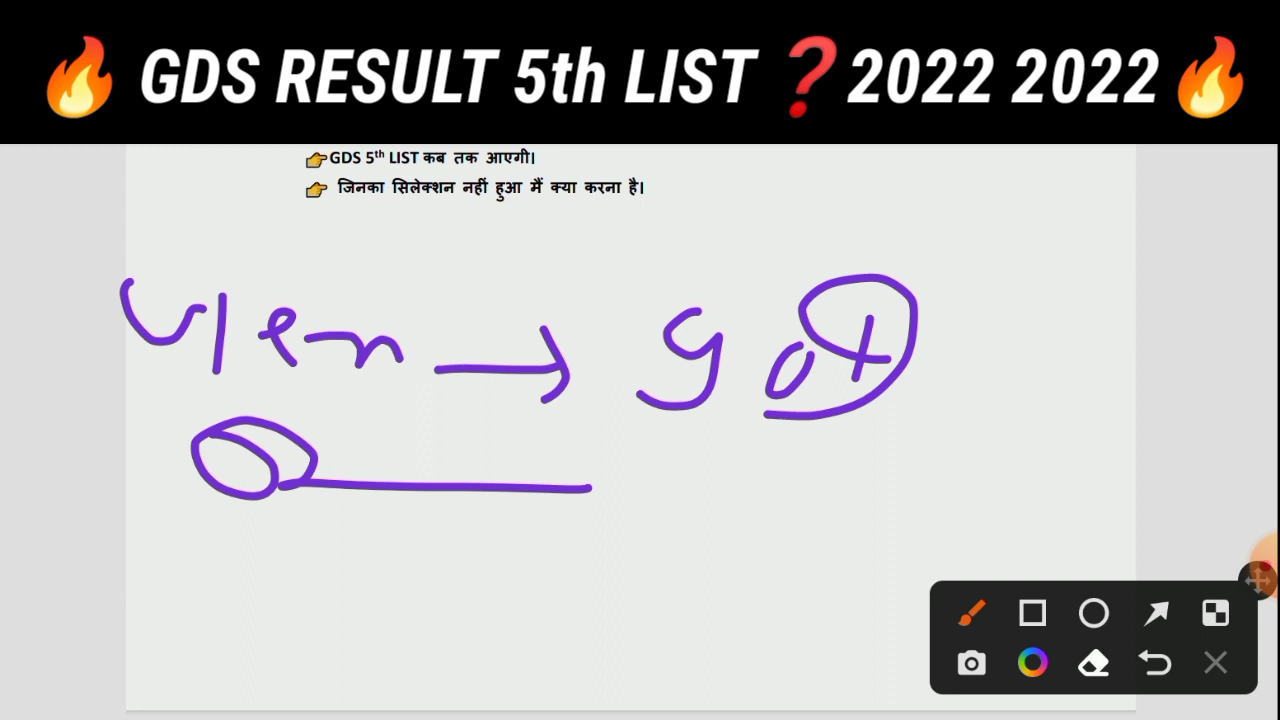 🔥 GDS RESULT 5th LIST ❓2022 2022🔥
👉GDS 5th LIST कब तक आएगी।
👉 जिनका सिलेक्शन नहीं हुआ मैं क्या करना है।